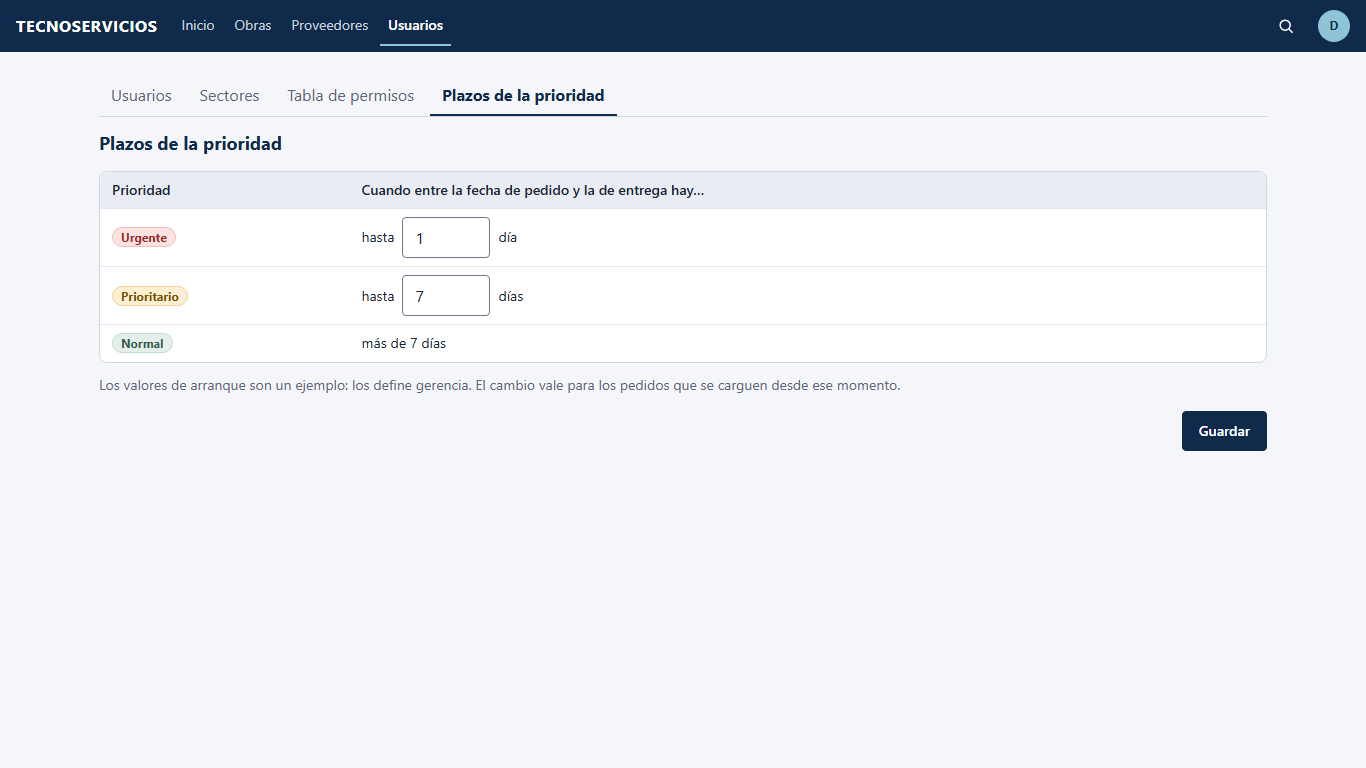 TECNOSERVICIOS Inicio Obras Proveedores Usuarios D
Usuarios Sectores Tabla de permisos Plazos de la prioridad
Plazos de la prioridad
Prioridad Cuando entre la fecha de pedido y la de entrega hay...
Urgente hasta 1 día
Prioritario hasta 7 días
Normal más de 7 días
Los valores de arranque son un ejemplo: los define gerencia. El cambio vale para los pedidos que se carguen desde ese momento.
Guardar